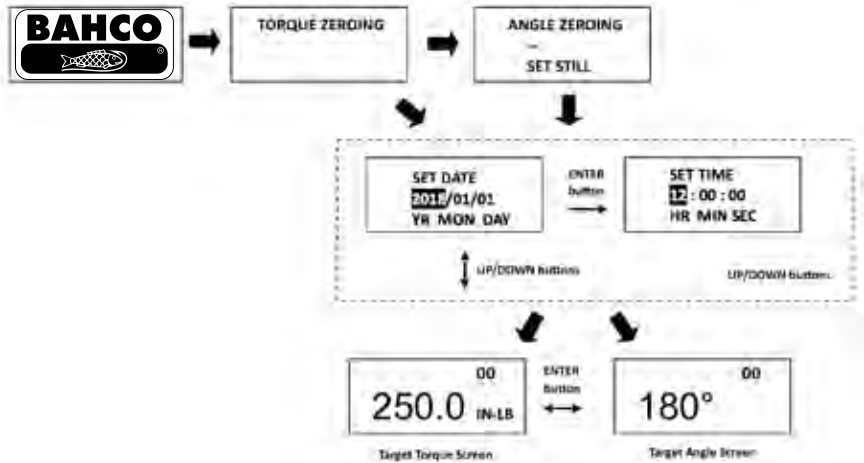 BAHCO
®
TORQUE ZEROING
ANGLE ZEROING
--
SET STILL
SET DATE
2018/01/01
YR MON DAY
ENTER
button
SET TIME
12 : 00 : 00
HR MIN SEC
UP/DOWN buttons
UP/DOWN buttons
00
250.0 IN-LB
ENTER
button
00
180°
Target Torque Screen
Target Angle Screen